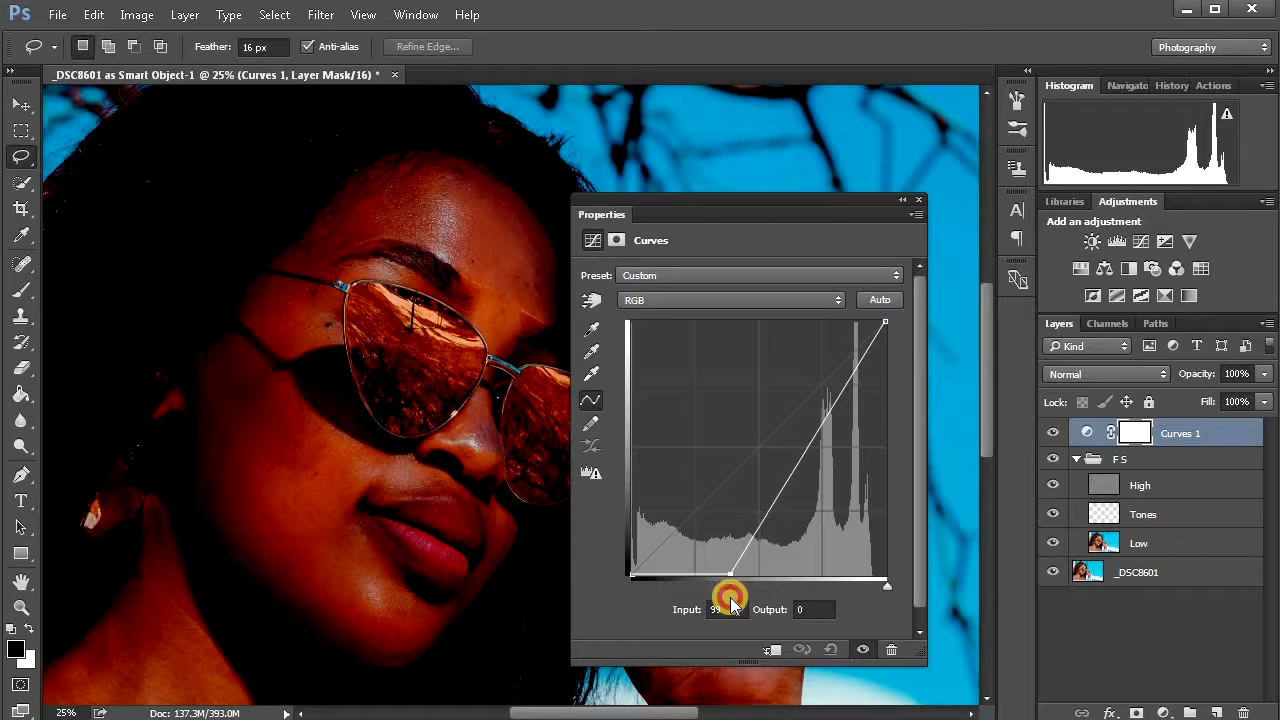 Ps File Edit Image Layer Type Select Filter View Window Help
Feather: 16 px Anti-alias Refine Edge... Photography
_DSC8601 as Smart Object-1 @ 25% (Curves 1, Layer Mask/16) *
Histogram Navigato History Actions
Libraries Adjustments
Add an adjustment
Properties
Curves
Preset: Custom
RGB Auto
Input: 99 Output: 0
Layers Channels Paths
Kind
Normal Opacity: 100%
Lock: Fill: 100%
Curves 1
F S
High
Tones
Low
_DSC8601
25% Doc: 137.3M/393.0M